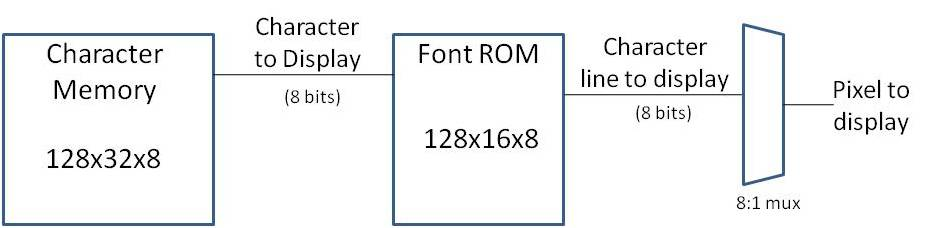 Character
Memory
128x32x8
Character
to Display
(8 bits)
Font ROM
128x16x8
Character
line to display
(8 bits)
8:1 mux
Pixel to
display